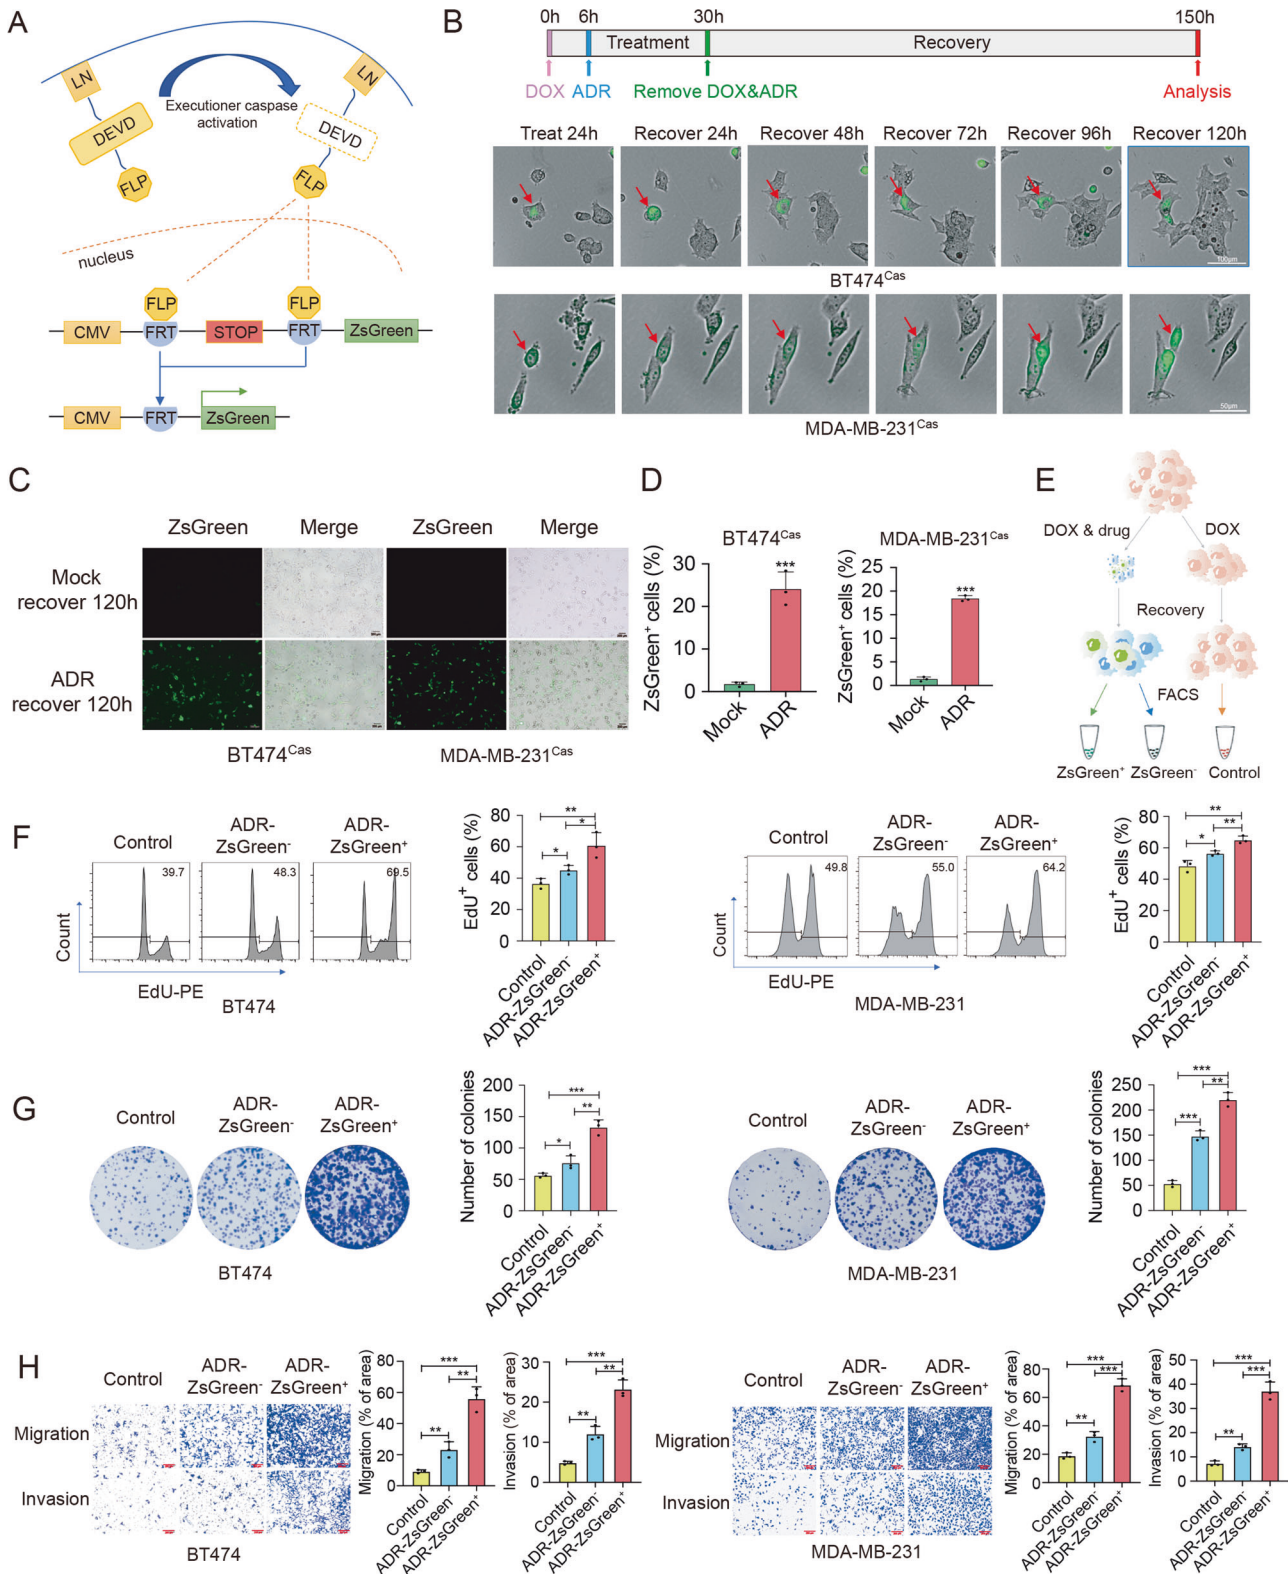 A
LN
LN
Executioner caspase
activation
DEVD
DEVD
FLP
FLP
nucleus
FLP
FLP
CMV
FRT
STOP
FRT
ZsGreen
CMV
FRT
ZsGreen
B
0h 6h 30h 150h
Treatment
Recovery
DOX ADR Remove DOX&ADR Analysis
Treat 24h Recover 24h Recover 48h Recover 72h Recover 96h Recover 120h
100μm
BT474Cas
50μm
MDA-MB-231Cas
C
ZsGreen Merge ZsGreen Merge
Mock
recover 120h
ADR
recover 120h
BT474Cas MDA-MB-231Cas
D
BT474Cas
ZsGreen+ cells (%)
30
20
10
0
***
Mock
ADR
MDA-MB-231Cas
ZsGreen+ cells (%)
25
20
15
10
5
0
***
Mock
ADR
E
DOX & drug
DOX
Recovery
FACS
ZsGreen+ ZsGreen- Control
F
Control
ADR-
ZsGreen-
ADR-
ZsGreen+
39.7
48.3
69.5
Count
EdU-PE
BT474
EdU+ cells (%)
80
60
40
20
0
**
*
*
Control
ADR-ZsGreen-
ADR-ZsGreen+
Control
ADR-
ZsGreen-
ADR-
ZsGreen+
49.8
55.0
64.2
Count
EdU-PE
MDA-MB-231
EdU+ cells (%)
80
60
40
20
0
**
**
*
Control
ADR-ZsGreen-
ADR-ZsGreen+
G
Control
ADR-
ZsGreen-
ADR-
ZsGreen+
BT474
Number of colonies
200
150
100
50
0
***
**
*
Control
ADR-ZsGreen-
ADR-ZsGreen+
Control
ADR-
ZsGreen-
ADR-
ZsGreen+
MDA-MB-231
Number of colonies
250
200
150
100
50
0
***
**
***
Control
ADR-ZsGreen-
ADR-ZsGreen+
H
Control
ADR-
ZsGreen-
ADR-
ZsGreen+
Migration
Invasion
BT474
Migration (% of area)
80
60
40
20
0
***
**
**
Control
ADR-ZsGreen-
ADR-ZsGreen+
Invasion (% of area)
30
20
10
0
***
**
**
Control
ADR-ZsGreen-
ADR-ZsGreen+
Control
ADR-
ZsGreen-
ADR-
ZsGreen+
Migration
Invasion
MDA-MB-231
Migration (% of area)
80
60
40
20
0
***
***
**
Control
ADR-ZsGreen-
ADR-ZsGreen+
Invasion (% of area)
50
40
30
20
10
0
***
***
**
Control
ADR-ZsGreen-
ADR-ZsGreen+